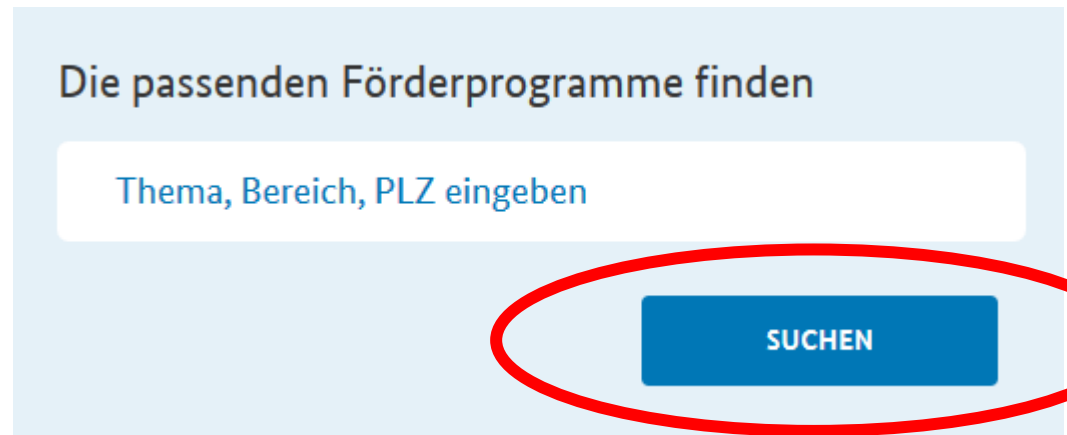 Die passenden Förderprogramme finden
Thema, Bereich, PLZ eingeben
SUCHEN